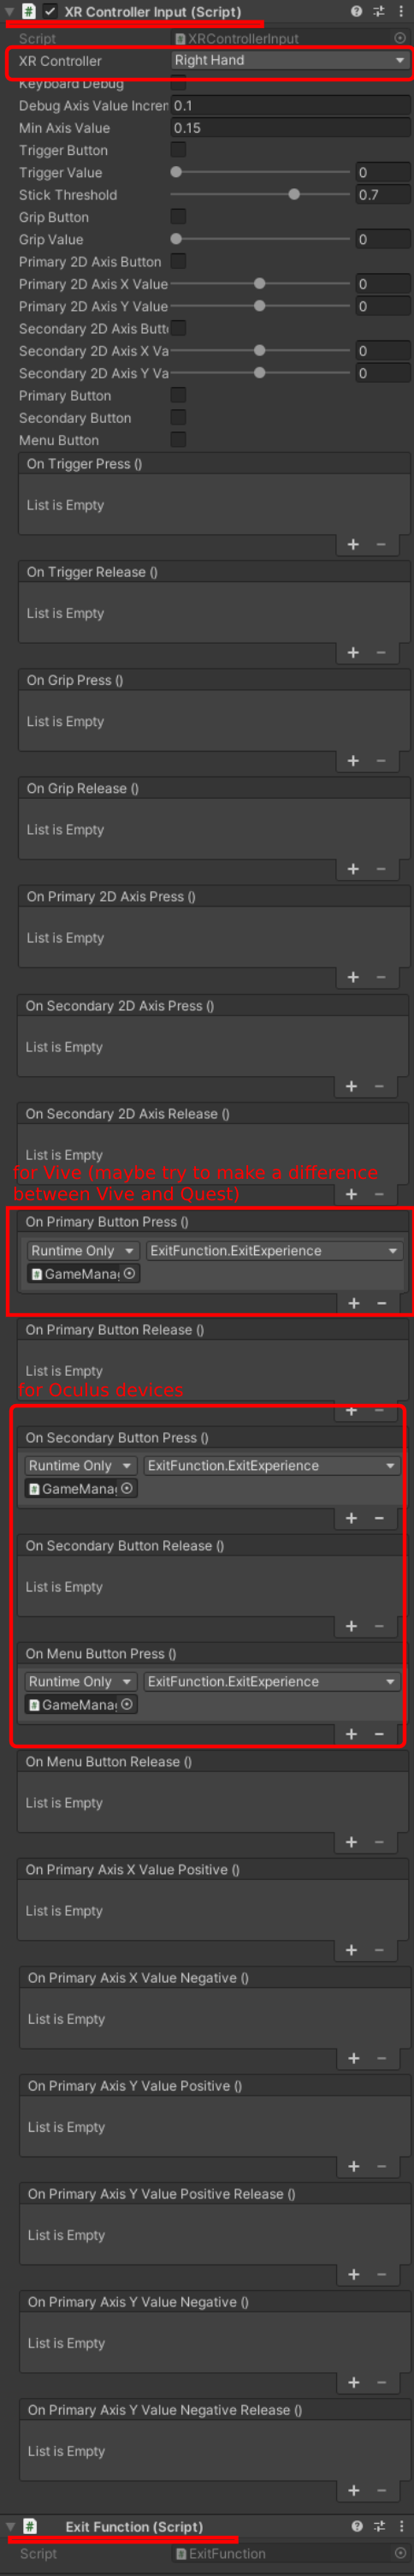 XR Controller Input (Script)
Script XRControllerInput
XR Controller Right Hand
Keyboard Debug
Debug Axis Value Incren 0.1
Min Axis Value 0.15
Trigger Button
Trigger Value 0
Stick Threshold 0.7
Grip Button
Grip Value 0
Primary 2D Axis Button
Primary 2D Axis X Value 0
Primary 2D Axis Y Value 0
Secondary 2D Axis Butt
Secondary 2D Axis X Va 0
Secondary 2D Axis Y Va 0
Primary Button
Secondary Button
Menu Button
On Trigger Press ()
List is Empty
+ −
On Trigger Release ()
List is Empty
+ −
On Grip Press ()
List is Empty
+ −
On Grip Release ()
List is Empty
+ −
On Primary 2D Axis Press ()
List is Empty
+ −
On Secondary 2D Axis Press ()
List is Empty
+ −
On Secondary 2D Axis Release ()
List is Empty
for Vive (maybe try to make a difference
between Vive and Quest)
+ −
On Primary Button Press ()
Runtime Only ExitFunction.ExitExperience
GameMana
+ −
On Primary Button Release ()
List is Empty
for Oculus devices
+ −
On Secondary Button Press ()
Runtime Only ExitFunction.ExitExperience
GameMana
+ −
On Secondary Button Release ()
List is Empty
+ −
On Menu Button Press ()
Runtime Only ExitFunction.ExitExperience
GameMana
+ −
On Menu Button Release ()
List is Empty
+ −
On Primary Axis X Value Positive ()
List is Empty
+ −
On Primary Axis X Value Negative ()
List is Empty
+ −
On Primary Axis Y Value Positive ()
List is Empty
+ −
On Primary Axis Y Value Positive Release ()
List is Empty
+ −
On Primary Axis Y Value Negative ()
List is Empty
+ −
On Primary Axis Y Value Negative Release ()
List is Empty
+ −
Exit Function (Script)
Script ExitFunction